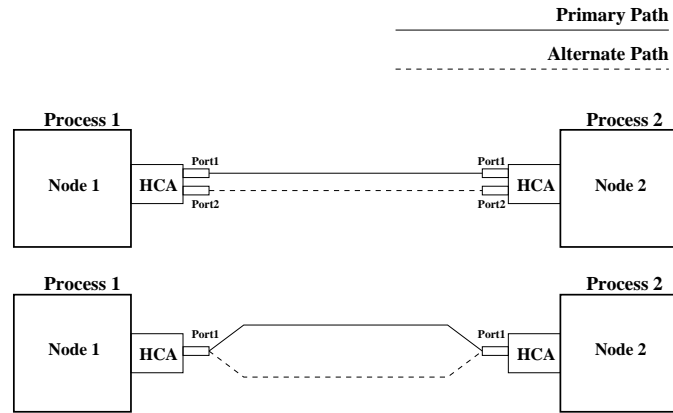 Primary Path
Alternate Path
Process 1
Process 2
Port1
Port1
Node 1
HCA
HCA
Node 2
Port2
Port2
Process 1
Process 2
Port1
Port1
Node 1
HCA
HCA
Node 2